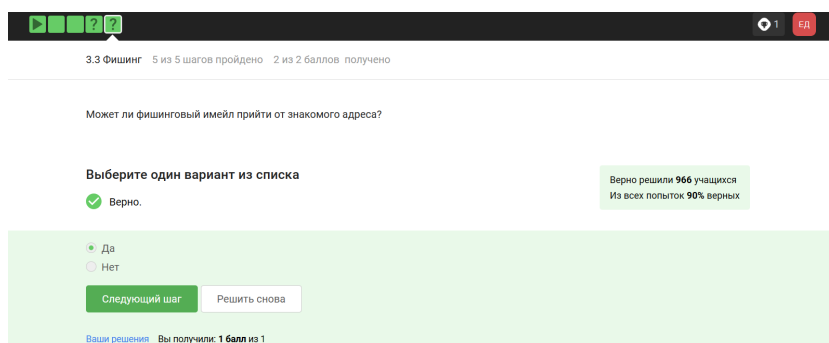 ? ? 1 ЕД
3.3 Фишинг 5 из 5 шагов пройдено 2 из 2 баллов получено
Может ли фишинговый имейл прийти от знакомого адреса?
Выберите один вариант из списка
Верно решили 966 учащихся
Из всех попыток 90% верных
Верно.
Да
Нет
Следующий шаг Решить снова
Ваши решения Вы получили: 1 балл из 1